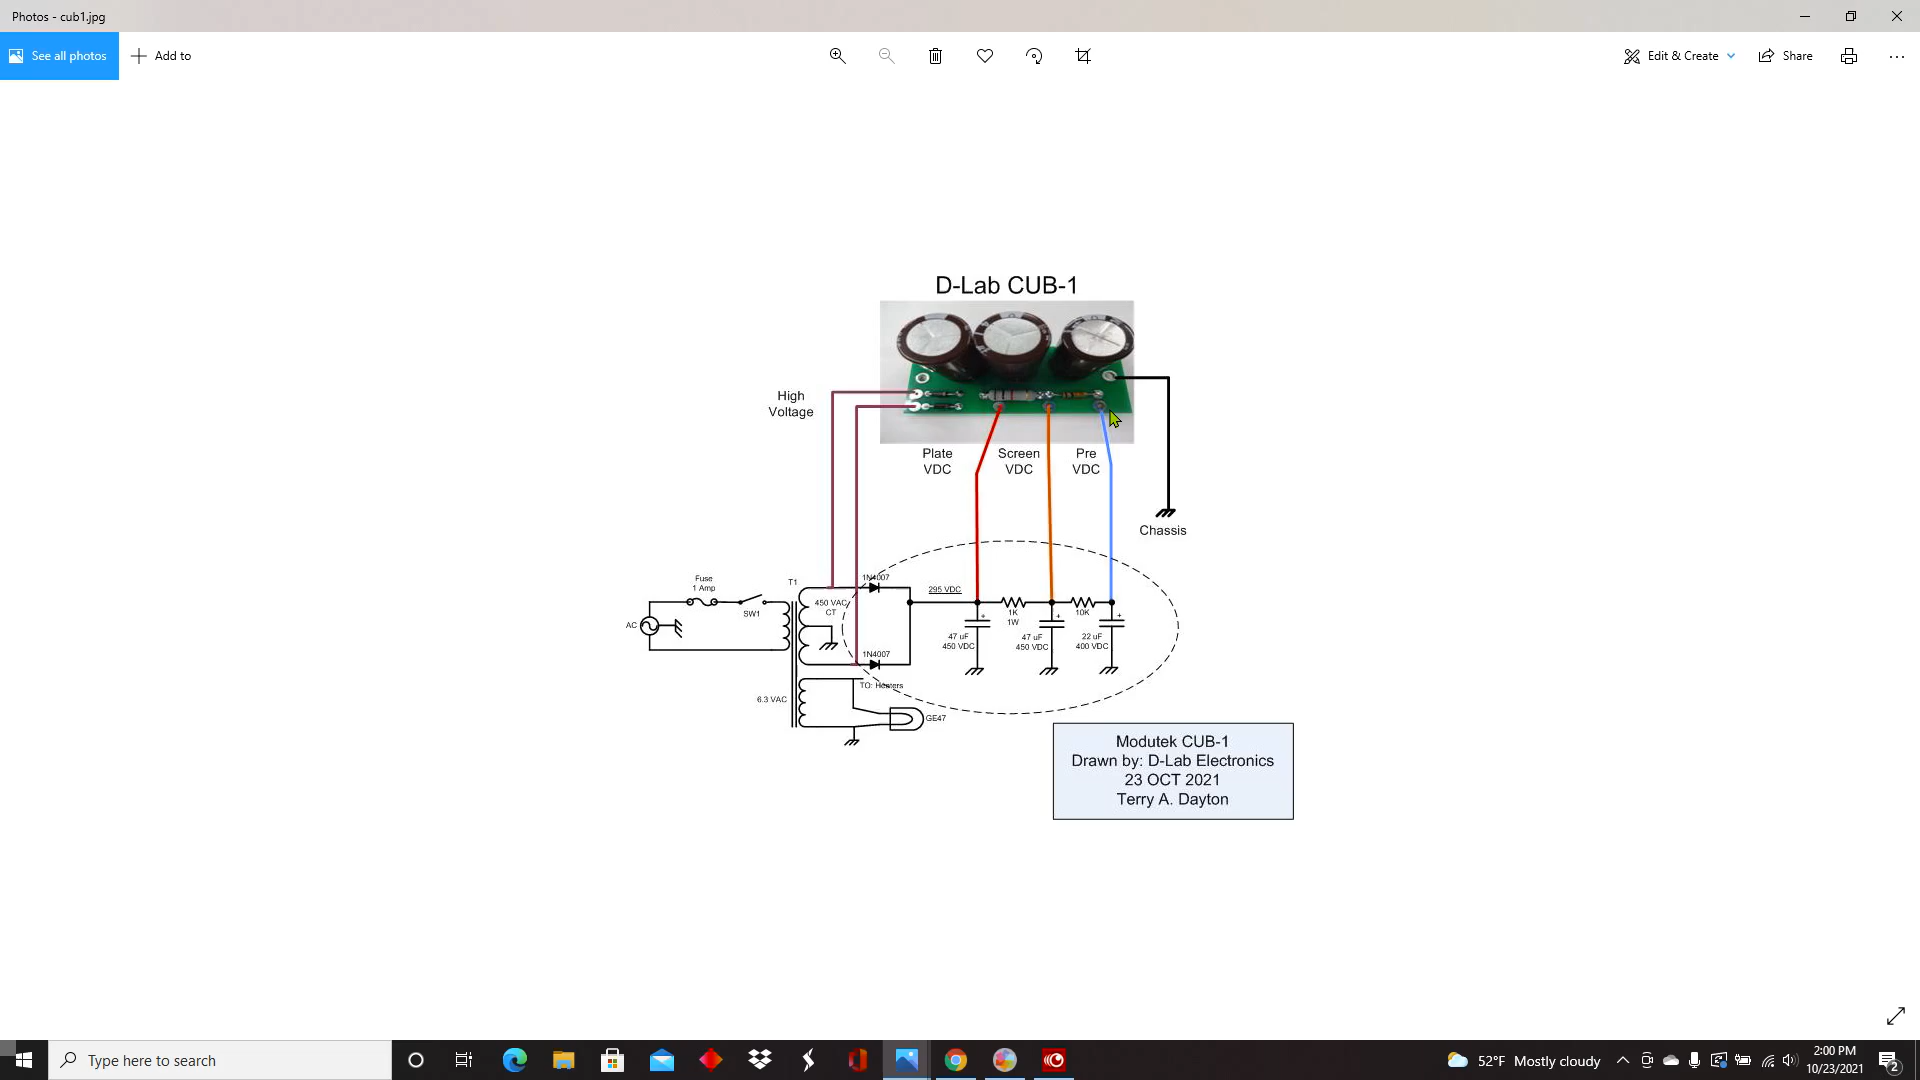 Photos - cub1.jpg
See all photos
Add to
Edit & Create
Share
D-Lab CUB-1
High
Voltage
Plate
VDC
Screen
VDC
Pre
VDC
Chassis
Fuse
1 Amp
SW1
AC
T1
450 VAC
CT
1N4007
1N4007
295 VDC
1K
1W
10K
+
+
+
47 uF
450 VDC
47 uF
450 VDC
22 uF
400 VDC
TO: Heaters
6.3 VAC
GE47
Modutek CUB-1
Drawn by: D-Lab Electronics
23 OCT 2021
Terry A. Dayton
Type here to search
52°F Mostly cloudy
2:00 PM
10/23/2021
2